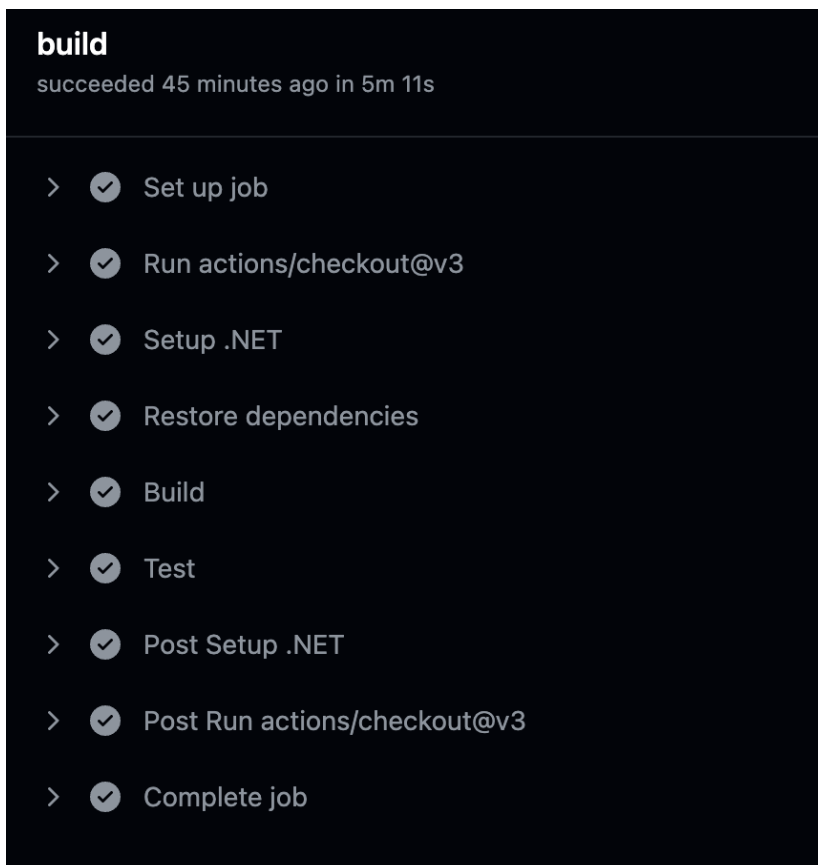 build
succeeded 45 minutes ago in 5m 11s
Set up job
Run actions/checkout@v3
Setup .NET
Restore dependencies
Build
Test
Post Setup .NET
Post Run actions/checkout@v3
Complete job